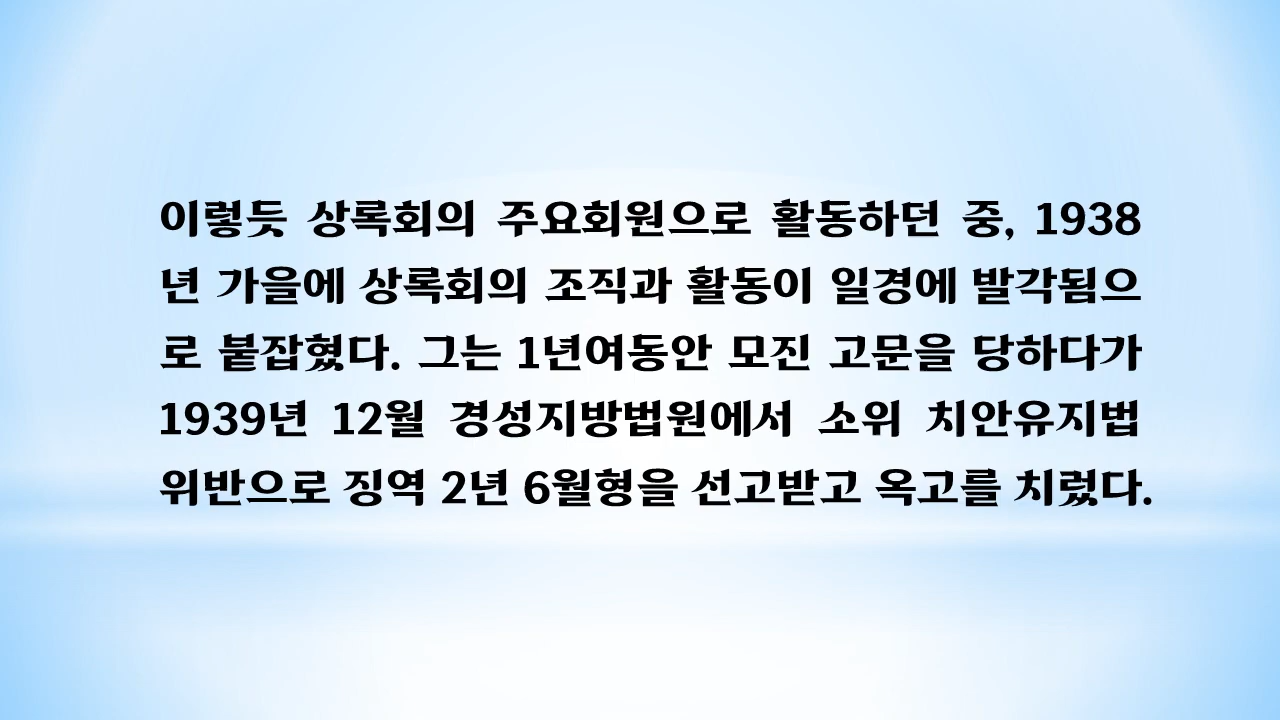 이렇듯 상록회의 주요회원으로 활동하던 중, 1938
년 가을에 상록회의 조직과 활동이 일경에 발각됨으
로 붙잡혔다. 그는 1년여동안 모진 고문을 당하다가
1939년 12월 경성지방법원에서 소위 치안유지법
위반으로 징역 2년 6월형을 선고받고 옥고를 치렀다.